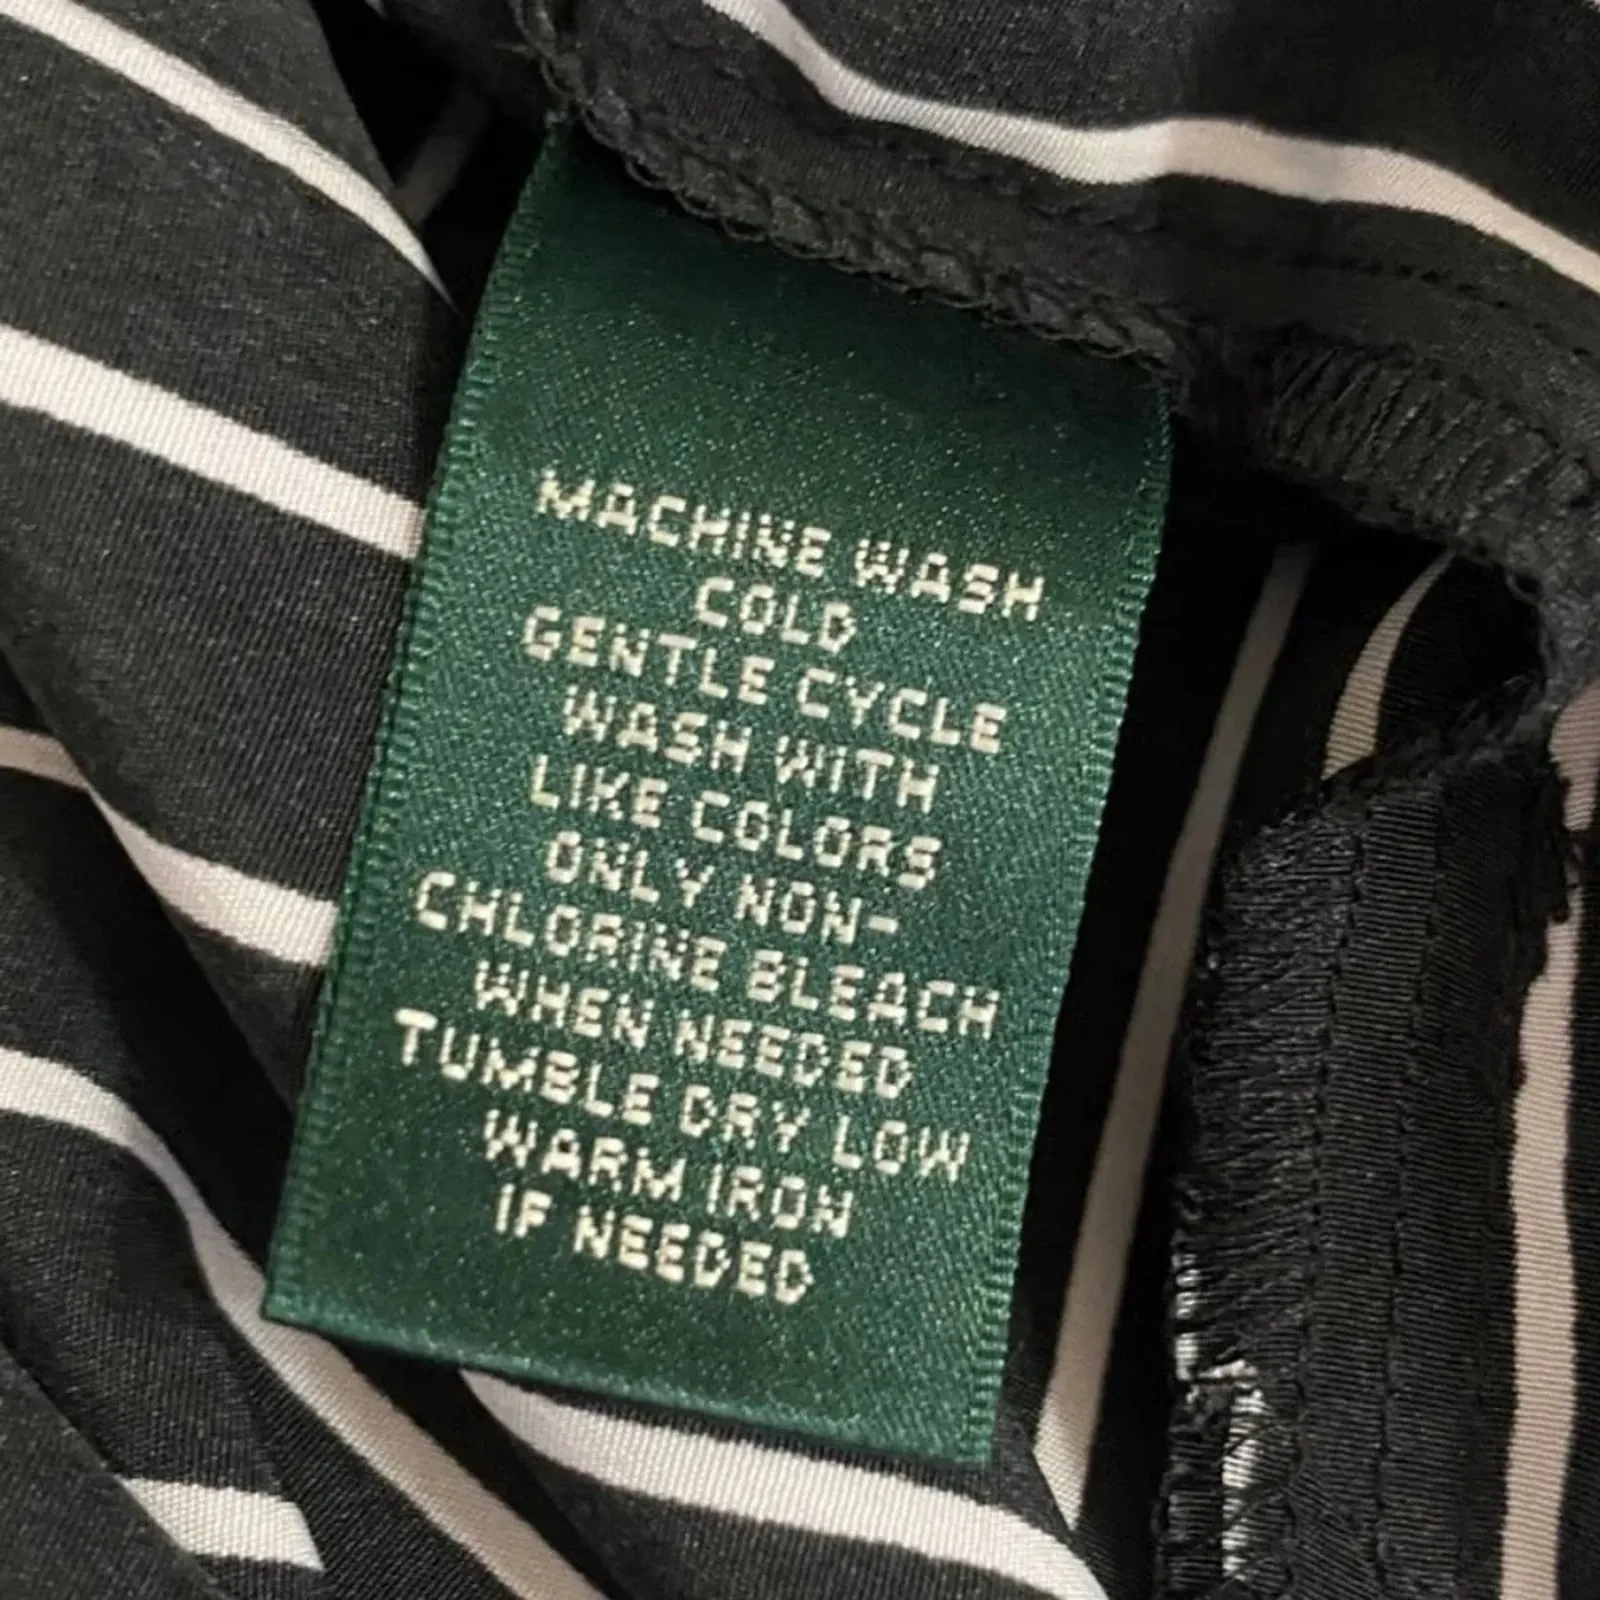 MACHINE WASH
COLD
GENTLE CYCLE
WASH WITH
LIKE COLORS
ONLY NON-
CHLORINE BLEACH
WHEN NEEDED
TUMBLE DRY LOW
WARM IRON
IF NEEDED